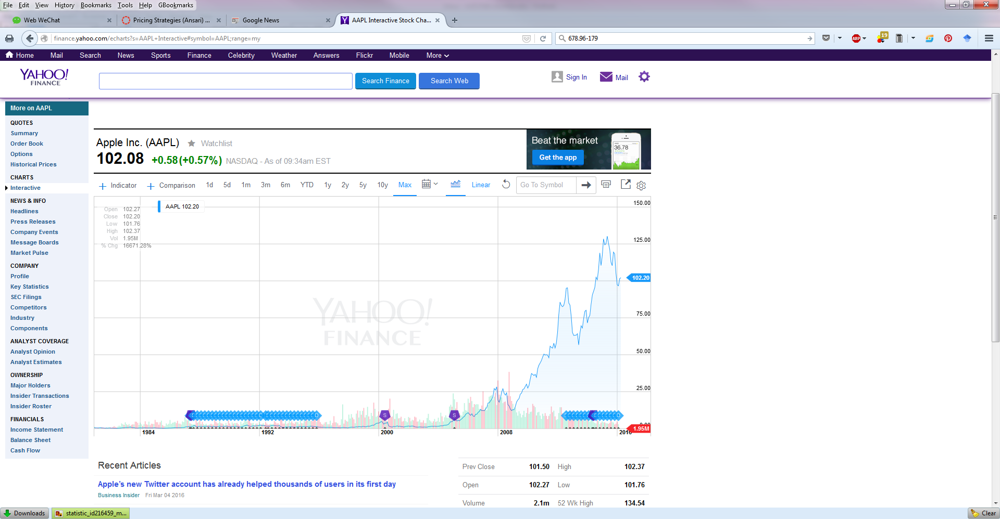 File Edit View History Bookmarks Tools Help GBookmarks
Web WeChat Pricing Strategies (Ansari) ... Google News AAPL Interactive Stock Cha...
finance.yahoo.com/echarts?s=AAPL+Interactive#symbol=AAPL;range=my 678.96-179 ABP 19
Home Mail Search News Sports Finance Celebrity Weather Answers Flickr Mobile More
YAHOO!
FINANCE
Search Finance Search Web Sign In Mail
More on AAPL
QUOTES
Summary
Order Book
Options
Historical Prices
CHARTS
Interactive
NEWS & INFO
Headlines
Press Releases
Company Events
Message Boards
Market Pulse
COMPANY
Profile
Key Statistics
SEC Filings
Competitors
Industry
Components
ANALYST COVERAGE
Analyst Opinion
Analyst Estimates
OWNERSHIP
Major Holders
Insider Transactions
Insider Roster
FINANCIALS
Income Statement
Balance Sheet
Cash Flow
Apple Inc. (AAPL) Watchlist
102.08 +0.58(+0.57%) NASDAQ - As of 09:34am EST
Beat the market
Get the app
36.78
Indicator Comparison 1d 5d 1m 3m 6m YTD 1y 2y 5y 10y Max Linear Go To Symbol
Open 102.27
Close 102.20
Low 101.76
High 102.37
Vol 1.95M
% Chg 16671.28%
AAPL 102.20
150.00
125.00
102.20
75.00
50.00
25.00
1.95M
YAHOO!
FINANCE
S S
1984 1992 2000 2008 2016
Recent Articles
Apple's new Twitter account has already helped thousands of users in its first day
Business Insider Fri Mar 04 2016
Prev Close 101.50 High 102.37
Open 102.27 Low 101.76
Volume 2.1m 52 Wk High 134.54
Downloads statistic_id216459_m... Clear